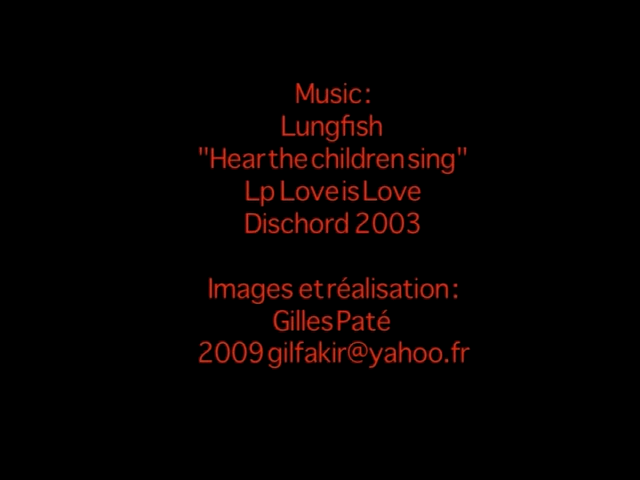 Music :
Lungfish
"Hear the children sing"
Lp Love is Love
Dischord 2003
Images et réalisation :
Gilles Paté
2009 gilfakir@yahoo.fr